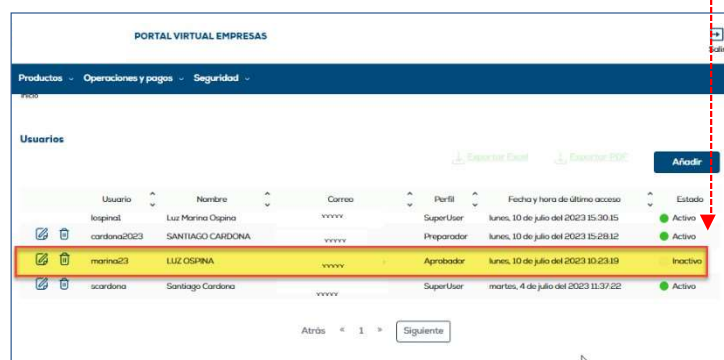 PORTAL VIRTUAL EMPRESAS
Salir
Productos Operaciones y pagos Seguridad
Inicio
Usuarios
Exportar Excel Exportar PDF Añadir
Usuario Nombre Correo Perfil Fecha y hora de último acceso Estado
lospina1 Luz Marina Ospina YYYYY SuperUser lunes, 10 de julio del 2023 15:30:15 Activo
cardona2023 SANTIAGO CARDONA YYYYY Preparador lunes, 10 de julio del 2023 15:28:12 Activo
marina23 LUZ OSPINA YYYYY Aprobador lunes, 10 de julio del 2023 10:23:19 Inactivo
scardona Santiago Cardona YYYYY SuperUser martes, 4 de julio del 2023 11:37:22 Activo
Atrás « 1 » Siguiente